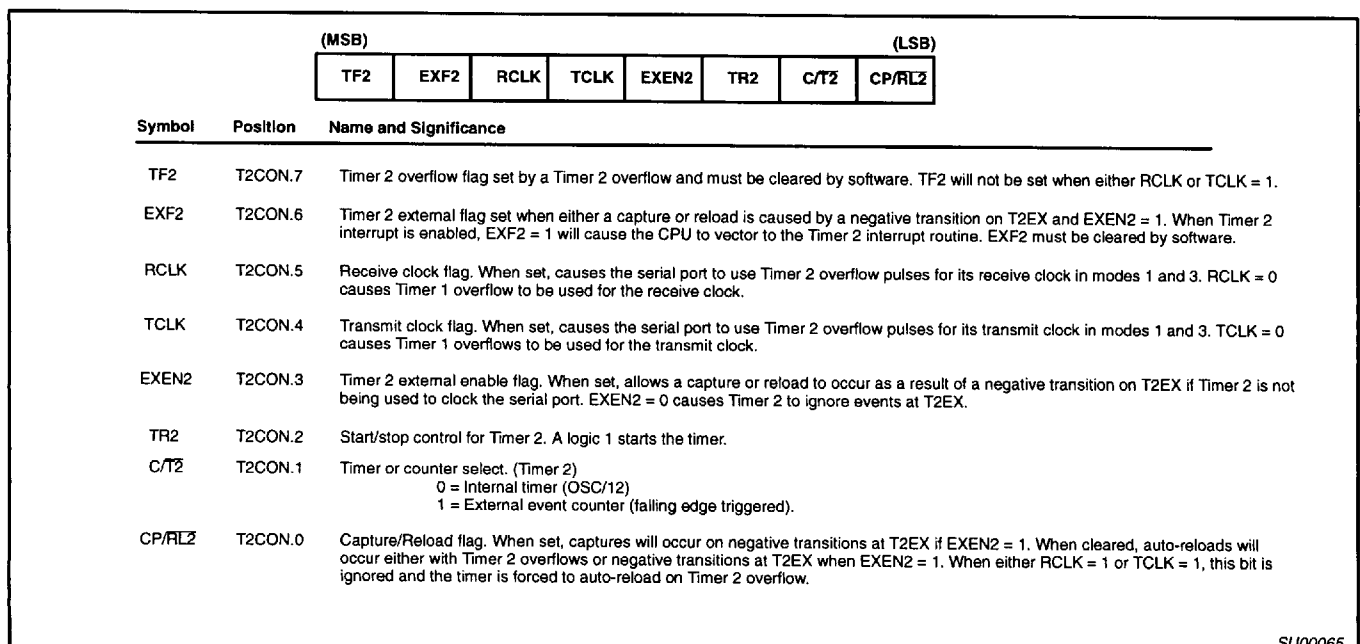 (MSB) (LSB)
TF2 EXF2 RCLK TCLK EXEN2 TR2 C/T̅2̅ CP/R̅L̅2̅
Symbol Position Name and Significance
TF2 T2CON.7 Timer 2 overflow flag set by a Timer 2 overflow and must be cleared by software. TF2 will not be set when either RCLK or TCLK = 1.
EXF2 T2CON.6 Timer 2 external flag set when either a capture or reload is caused by a negative transition on T2EX and EXEN2 = 1. When Timer 2
interrupt is enabled, EXF2 = 1 will cause the CPU to vector to the Timer 2 interrupt routine. EXF2 must be cleared by software.
RCLK T2CON.5 Receive clock flag. When set, causes the serial port to use Timer 2 overflow pulses for its receive clock in modes 1 and 3. RCLK = 0
causes Timer 1 overflow to be used for the receive clock.
TCLK T2CON.4 Transmit clock flag. When set, causes the serial port to use Timer 2 overflow pulses for its transmit clock in modes 1 and 3. TCLK = 0
causes Timer 1 overflows to be used for the transmit clock.
EXEN2 T2CON.3 Timer 2 external enable flag. When set, allows a capture or reload to occur as a result of a negative transition on T2EX if Timer 2 is not
being used to clock the serial port. EXEN2 = 0 causes Timer 2 to ignore events at T2EX.
TR2 T2CON.2 Start/stop control for Timer 2. A logic 1 starts the timer.
C/T̅2̅ T2CON.1 Timer or counter select. (Timer 2)
0 = Internal timer (OSC/12)
1 = External event counter (falling edge triggered).
CP/R̅L̅2̅ T2CON.0 Capture/Reload flag. When set, captures will occur on negative transitions at T2EX if EXEN2 = 1. When cleared, auto-reloads will
occur either with Timer 2 overflows or negative transitions at T2EX when EXEN2 = 1. When either RCLK = 1 or TCLK = 1, this bit is
ignored and the timer is forced to auto-reload on Timer 2 overflow.
SU00065